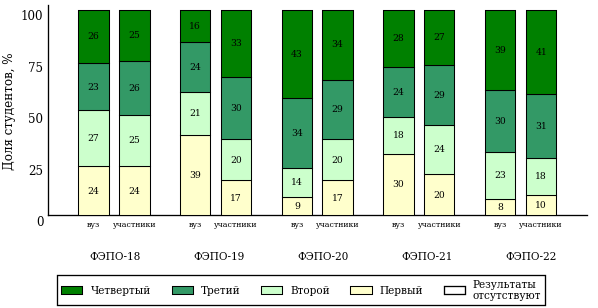 Доля студентов, %
100
75
50
25
0
26 25 16 33 43 34 28 27 39 41
23 26 24 30 34 29 24 29 30 31
27 25 21 20 14 20 18 24 23 18
24 24 39 17 9 17 30 20 8 10
вуз участники вуз участники вуз участники вуз участники вуз участники
ФЭПО-18 ФЭПО-19 ФЭПО-20 ФЭПО-21 ФЭПО-22
Четвертый Третий Второй Первый Результаты
отсутствуют